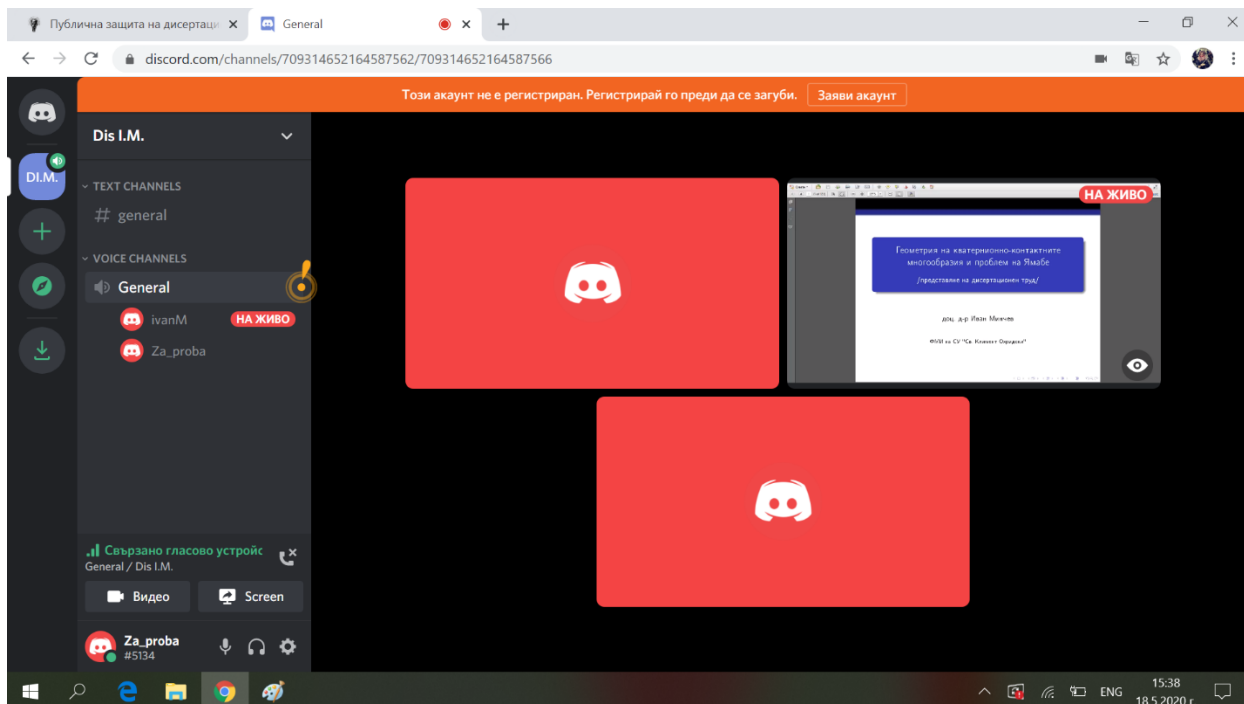 Публична защита на дисертаци
General
discord.com/channels/709314652164587562/709314652164587566
Този акаунт не е регистриран. Регистрирай го преди да се загуби.
Заяви акаунт
Dis I.M.
DI.M.
TEXT CHANNELS
# general
VOICE CHANNELS
General
ivanM
НА ЖИВО
Za_proba
НА ЖИВО
Геометрия на кватернионно-контактните
многообразия и проблем на Ямабе
/представяне на дисертационен труд/
доц. д-р Иван Минчев
ФМИ на СУ "Св. Климент Охридски"
Свързано гласово устройс
General / Dis I.M.
Видео
Screen
Za_proba
#5134
ENG
15:38
18.5.2020 г.